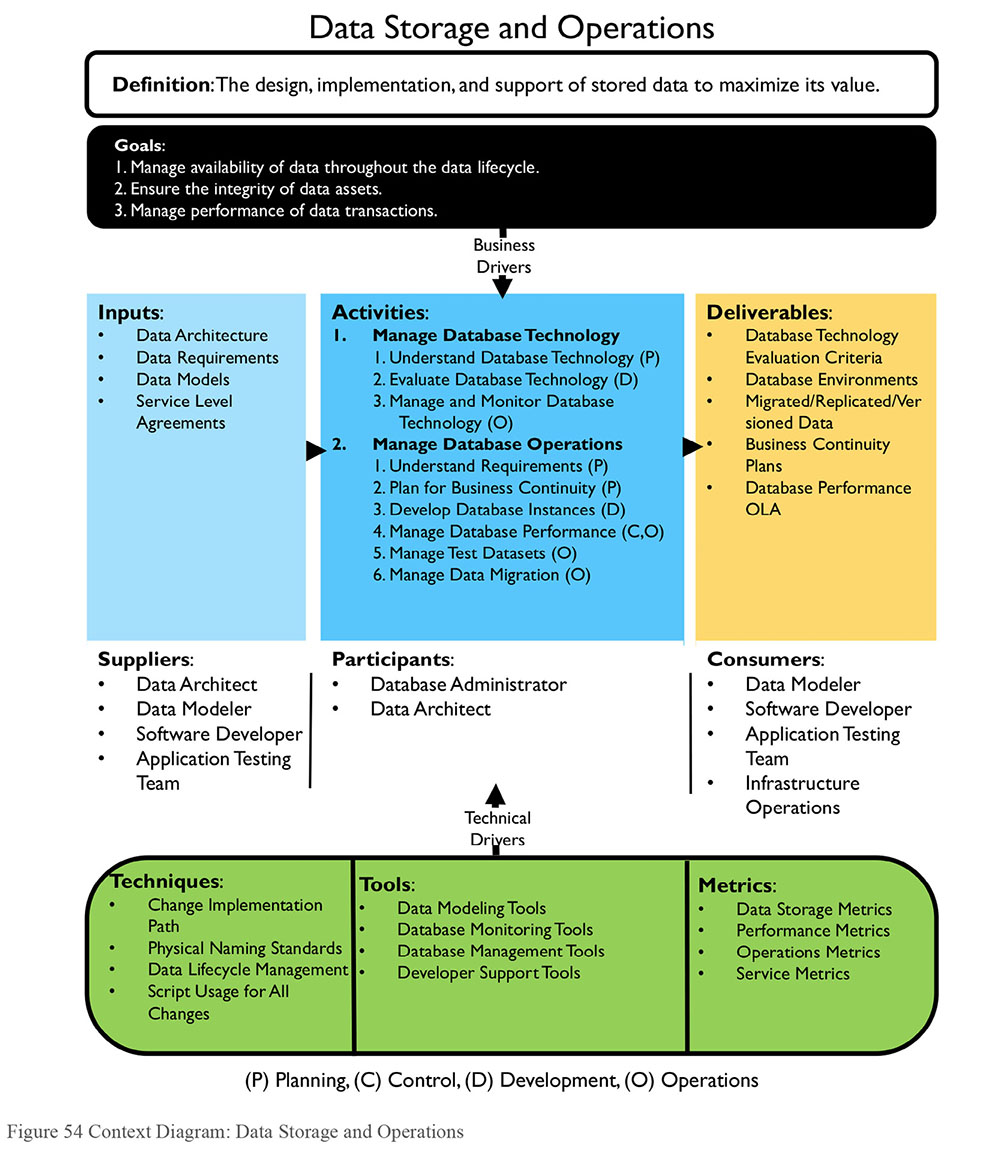 Data Storage and Operations
Definition: The design, implementation, and support of stored data to maximize its value.
Goals:
1. Manage availability of data throughout the data lifecycle.
2. Ensure the integrity of data assets.
3. Manage performance of data transactions.
Business
Drivers
Inputs:
• Data Architecture
• Data Requirements
• Data Models
• Service Level
Agreements
Activities:
1. Manage Database Technology
1. Understand Database Technology (P)
2. Evaluate Database Technology (D)
3. Manage and Monitor Database
Technology (O)
2. Manage Database Operations
1. Understand Requirements (P)
2. Plan for Business Continuity (P)
3. Develop Database Instances (D)
4. Manage Database Performance (C,O)
5. Manage Test Datasets (O)
6. Manage Data Migration (O)
Deliverables:
• Database Technology
Evaluation Criteria
• Database Environments
• Migrated/Replicated/Ver
sioned Data
• Business Continuity
Plans
• Database Performance
OLA
Suppliers:
• Data Architect
• Data Modeler
• Software Developer
• Application Testing
Team
Participants:
• Database Administrator
• Data Architect
Consumers:
• Data Modeler
• Software Developer
• Application Testing
Team
• Infrastructure
Operations
Technical
Drivers
Techniques:
• Change Implementation
Path
• Physical Naming Standards
• Data Lifecycle Management
• Script Usage for All
Changes
Tools:
• Data Modeling Tools
• Database Monitoring Tools
• Database Management Tools
• Developer Support Tools
Metrics:
• Data Storage Metrics
• Performance Metrics
• Operations Metrics
• Service Metrics
(P) Planning, (C) Control, (D) Development, (O) Operations
Figure 54 Context Diagram: Data Storage and Operations